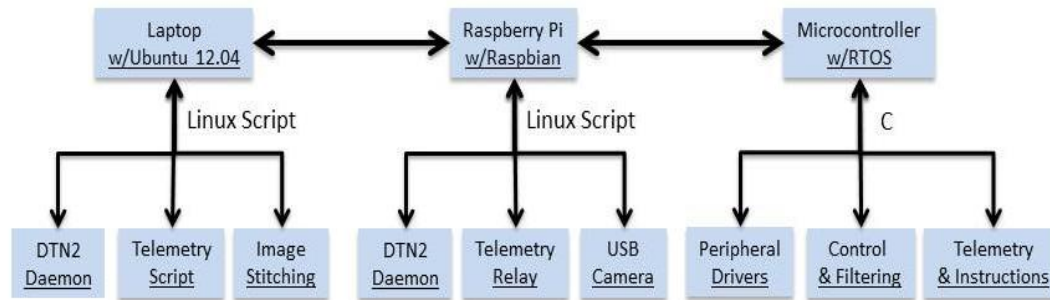 Laptop
w/Ubuntu 12.04
Raspberry Pi
w/Raspbian
Microcontroller
w/RTOS
Linux Script
Linux Script
C
DTN2
Daemon
Telemetry
Script
Image
Stitching
DTN2
Daemon
Telemetry
Relay
USB
Camera
Peripheral
Drivers
Control
& Filtering
Telemetry
& Instructions